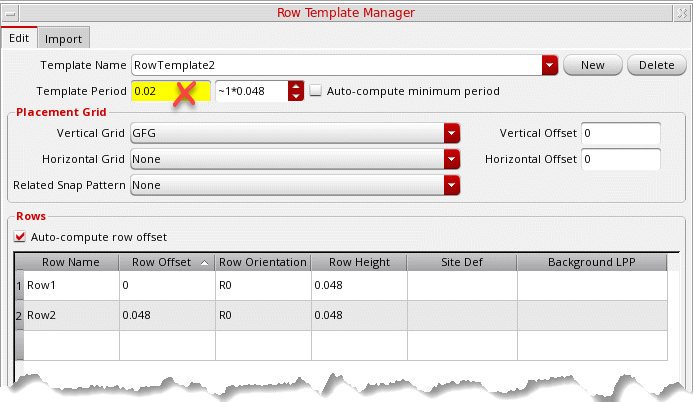 Row Template Manager
Edit Import
Template Name RowTemplate2 New Delete
Template Period 0.02 ~1*0.048 Auto-compute minimum period
Placement Grid
Vertical Grid GFG Vertical Offset 0
Horizontal Grid None Horizontal Offset 0
Related Snap Pattern None
Rows
Auto-compute row offset
Row Name Row Offset Row Orientation Row Height Site Def Background LPP
1 Row1 0 R0 0.048
2 Row2 0.048 R0 0.048